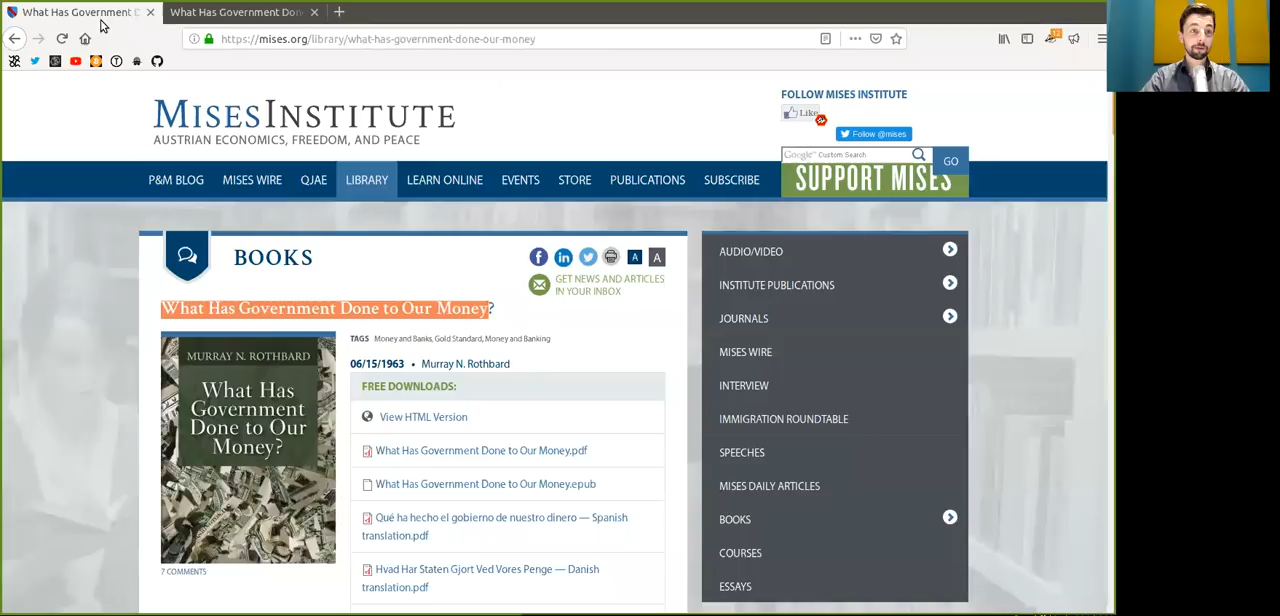 What Has Government D
What Has Government Don
https://mises.org/library/what-has-government-done-our-money
12
MISESINSTITUTE
AUSTRIAN ECONOMICS, FREEDOM, AND PEACE
FOLLOW MISES INSTITUTE
Like
Follow @mises
Google Custom Search
GO
SUPPORT MISES
P&M BLOG
MISES WIRE
QJAE
LIBRARY
LEARN ONLINE
EVENTS
STORE
PUBLICATIONS
SUBSCRIBE
BOOKS
A
A
GET NEWS AND ARTICLES
IN YOUR INBOX
What Has Government Done to Our Money?
MURRAY N. ROTHBARD
What Has
Government
Done to Our
Money?
7 COMMENTS
TAGS Money and Banks, Gold Standard, Money and Banking
06/15/1963 • Murray N. Rothbard
FREE DOWNLOADS:
View HTML Version
What Has Government Done to Our Money.pdf
What Has Government Done to Our Money.epub
Qué ha hecho el gobierno de nuestro dinero — Spanish
translation.pdf
Hvad Har Staten Gjort Ved Vores Penge — Danish
translation.pdf
AUDIO/VIDEO
INSTITUTE PUBLICATIONS
JOURNALS
MISES WIRE
INTERVIEW
IMMIGRATION ROUNDTABLE
SPEECHES
MISES DAILY ARTICLES
BOOKS
COURSES
ESSAYS